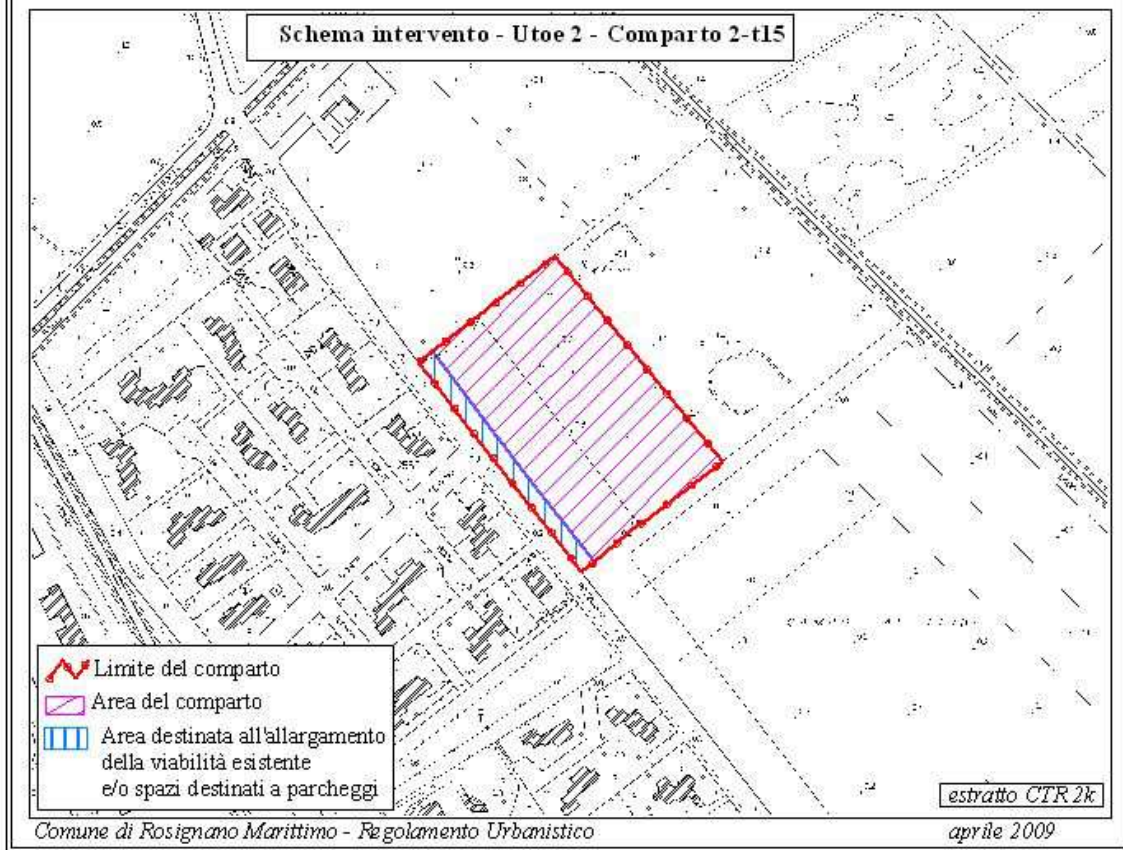 Schema intervento - Utoe 2 - Comparto 2-t15
Limite del comparto
Area del comparto
Area destinata all'allargamento
della viabilità esistente
e/o spazi destinati a parcheggi
estratto CTR 2k
Comune di Rosignano Marittimo - Regolamento Urbanistico
aprile 2009